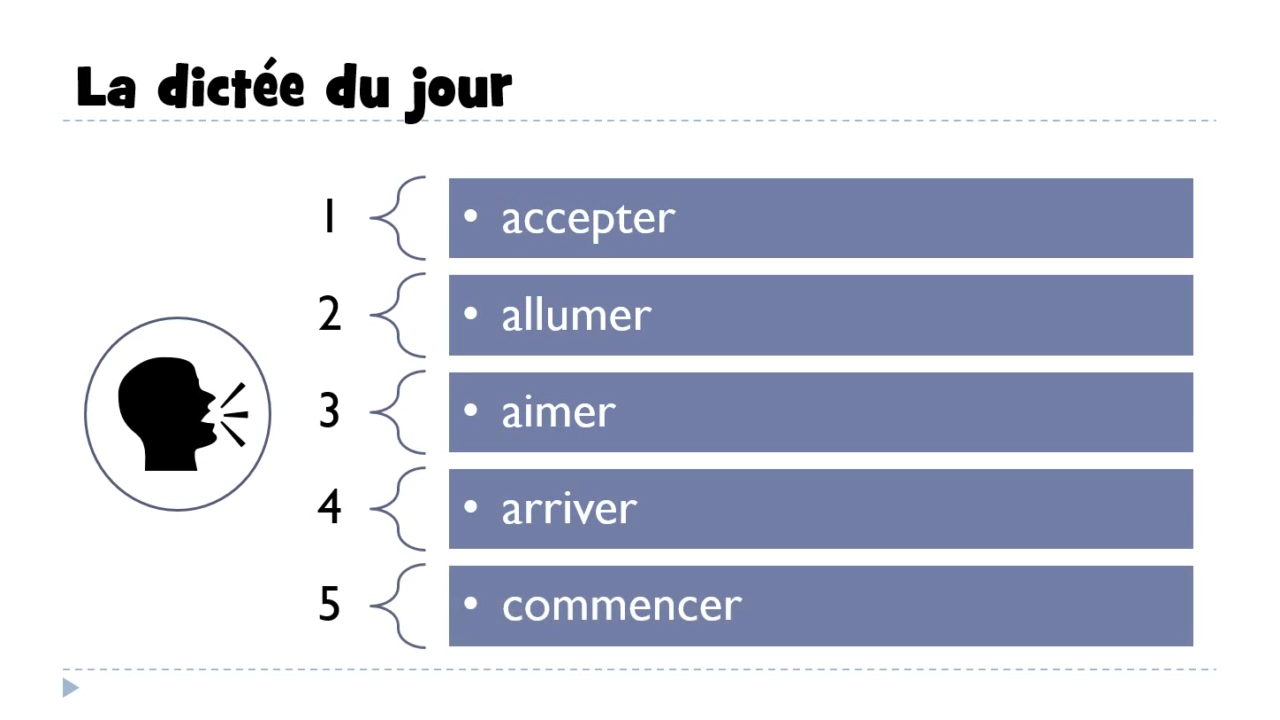 La dictée du jour
1 • accepter
2 • allumer
3 • aimer
4 • arriver
5 • commencer